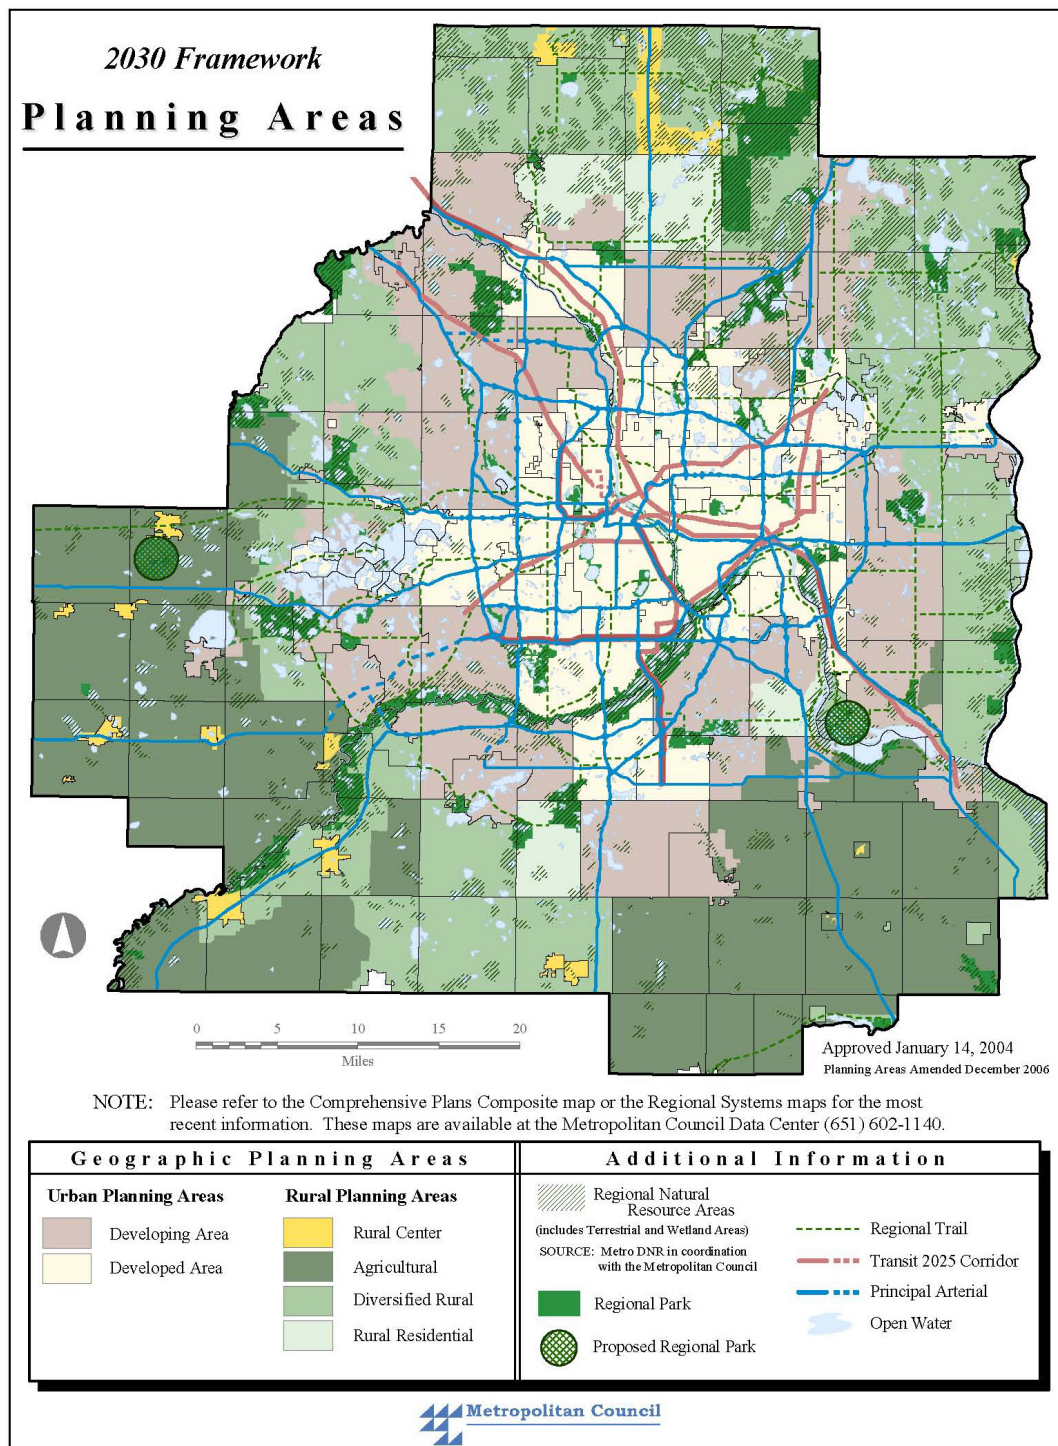 2030 Framework
Planning Areas
0 5 10 15 20
Miles
Approved January 14, 2004
Planning Areas Amended December 2006
NOTE: Please refer to the Comprehensive Plans Composite map or the Regional Systems maps for the most
recent information. These maps are available at the Metropolitan Council Data Center (651) 602-1140.
Geographic Planning Areas
Urban Planning Areas
Developing Area
Developed Area
Rural Planning Areas
Rural Center
Agricultural
Diversified Rural
Rural Residential
Additional Information
Regional Natural
Resource Areas
(includes Terrestrial and Wetland Areas)
SOURCE: Metro DNR in coordination
with the Metropolitan Council
Regional Park
Proposed Regional Park
Regional Trail
Transit 2025 Corridor
Principal Arterial
Open Water
Metropolitan Council